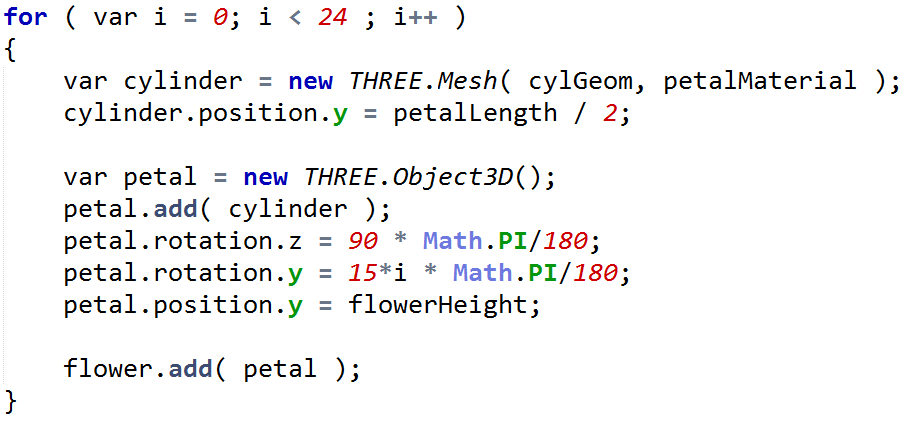 for ( var i = 0; i < 24 ; i++ )
{
    var cylinder = new THREE.Mesh( cylGeom, petalMaterial );
    cylinder.position.y = petalLength / 2;

    var petal = new THREE.Object3D();
    petal.add( cylinder );
    petal.rotation.z = 90 * Math.PI/180;
    petal.rotation.y = 15*i * Math.PI/180;
    petal.position.y = flowerHeight;

    flower.add( petal );
}